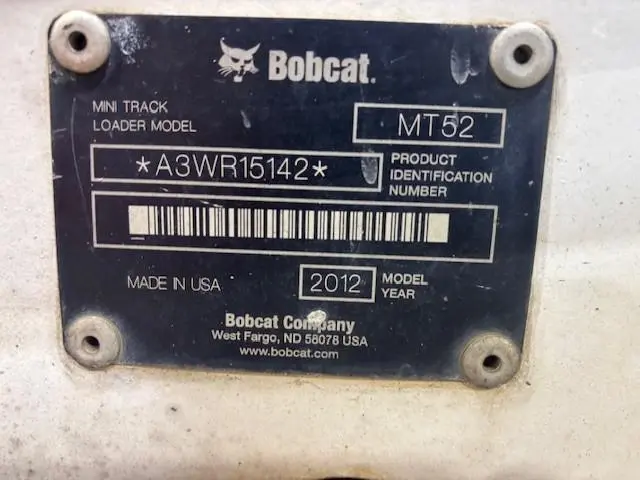 Bobcat.
MINI TRACK
LOADER MODEL
MT52
*A3WR15142*
PRODUCT
IDENTIFICATION
NUMBER
MADE IN USA
2012
MODEL
YEAR
Bobcat Company
West Fargo, ND 58078 USA
www.bobcat.com